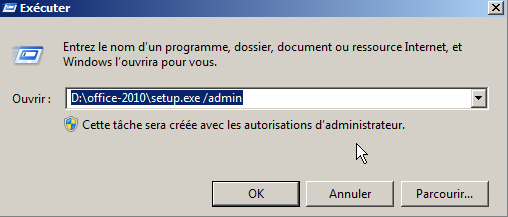 Exécuter
Entrez le nom d'un programme, dossier, document ou ressource Internet, et
Windows l'ouvrira pour vous.
Ouvrir : D:\office-2010\setup.exe /admin
Cette tâche sera créée avec les autorisations d'administrateur.
OK Annuler Parcourir...